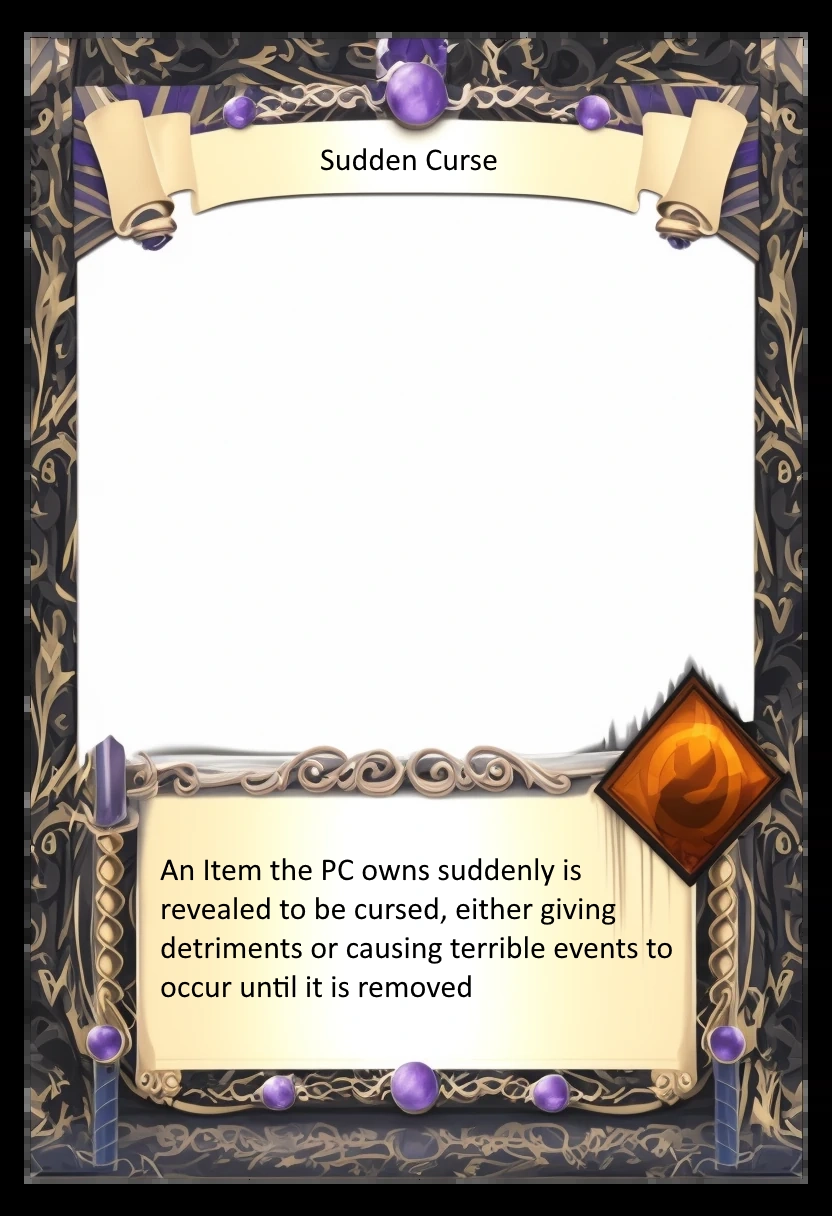 Sudden Curse
An Item the PC owns suddenly is
revealed to be cursed, either giving
detriments or causing terrible events to
occur until it is removed